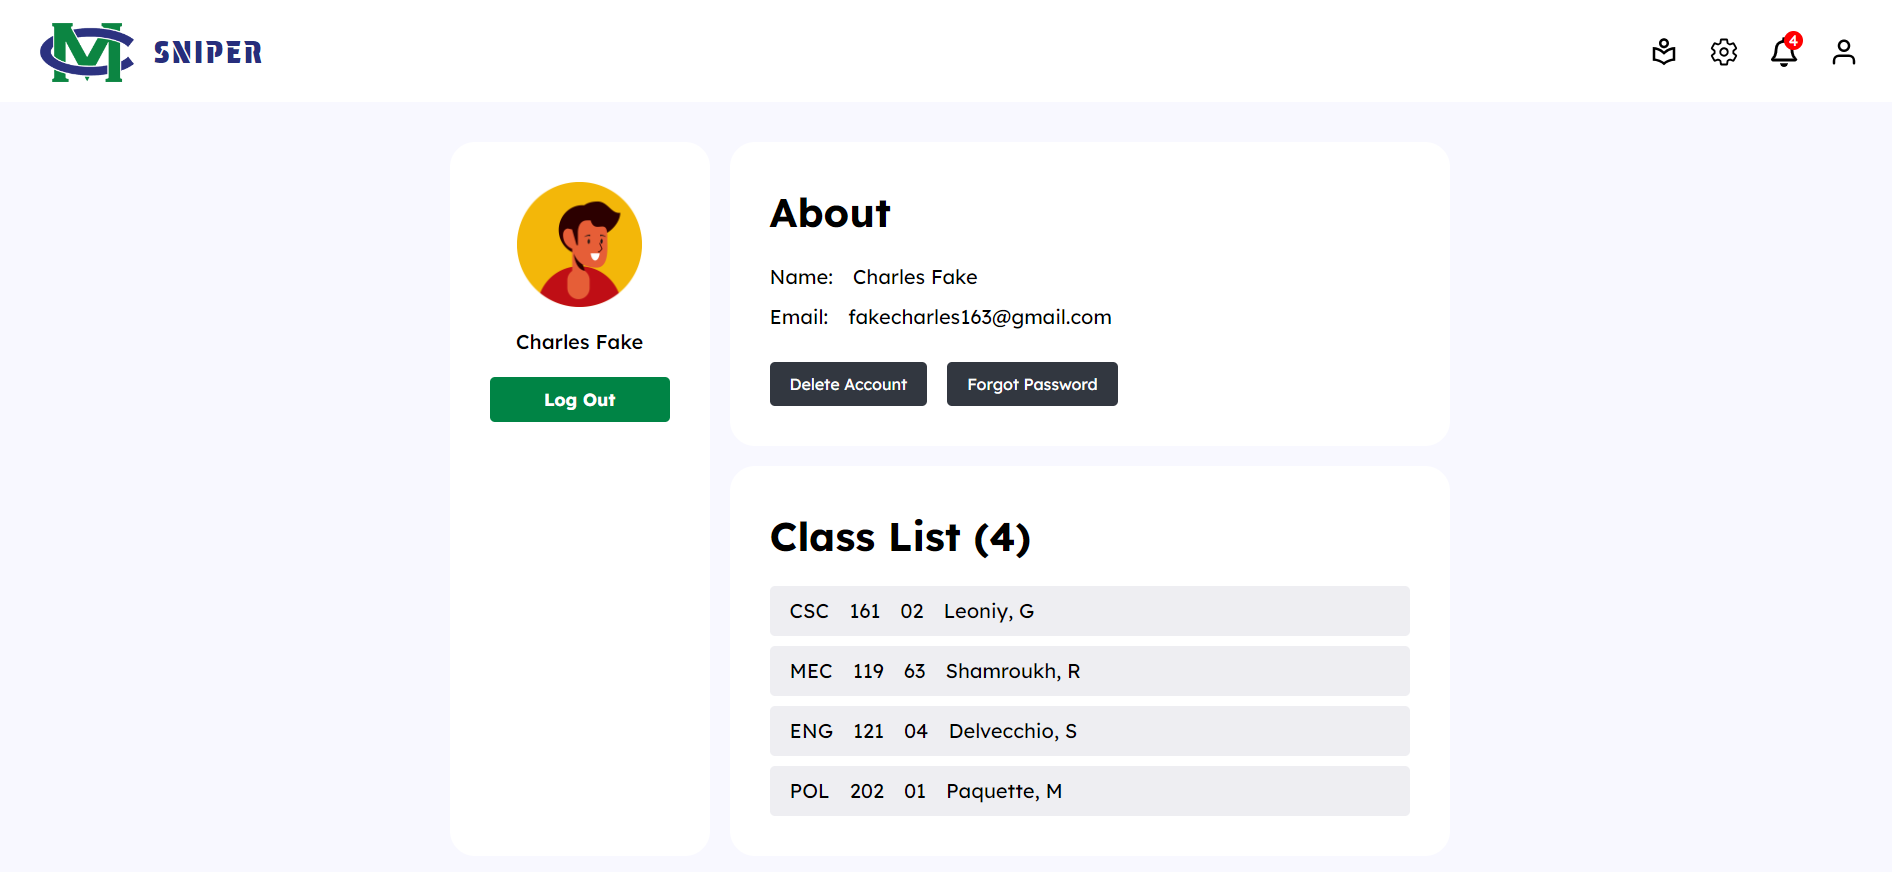 MC SNIPER
4
Charles Fake
Log Out
About
Name: Charles Fake
Email: fakecharles163@gmail.com
Delete Account Forgot Password
Class List (4)
CSC 161 02 Leoniy, G
MEC 119 63 Shamroukh, R
ENG 121 04 Delvecchio, S
POL 202 01 Paquette, M